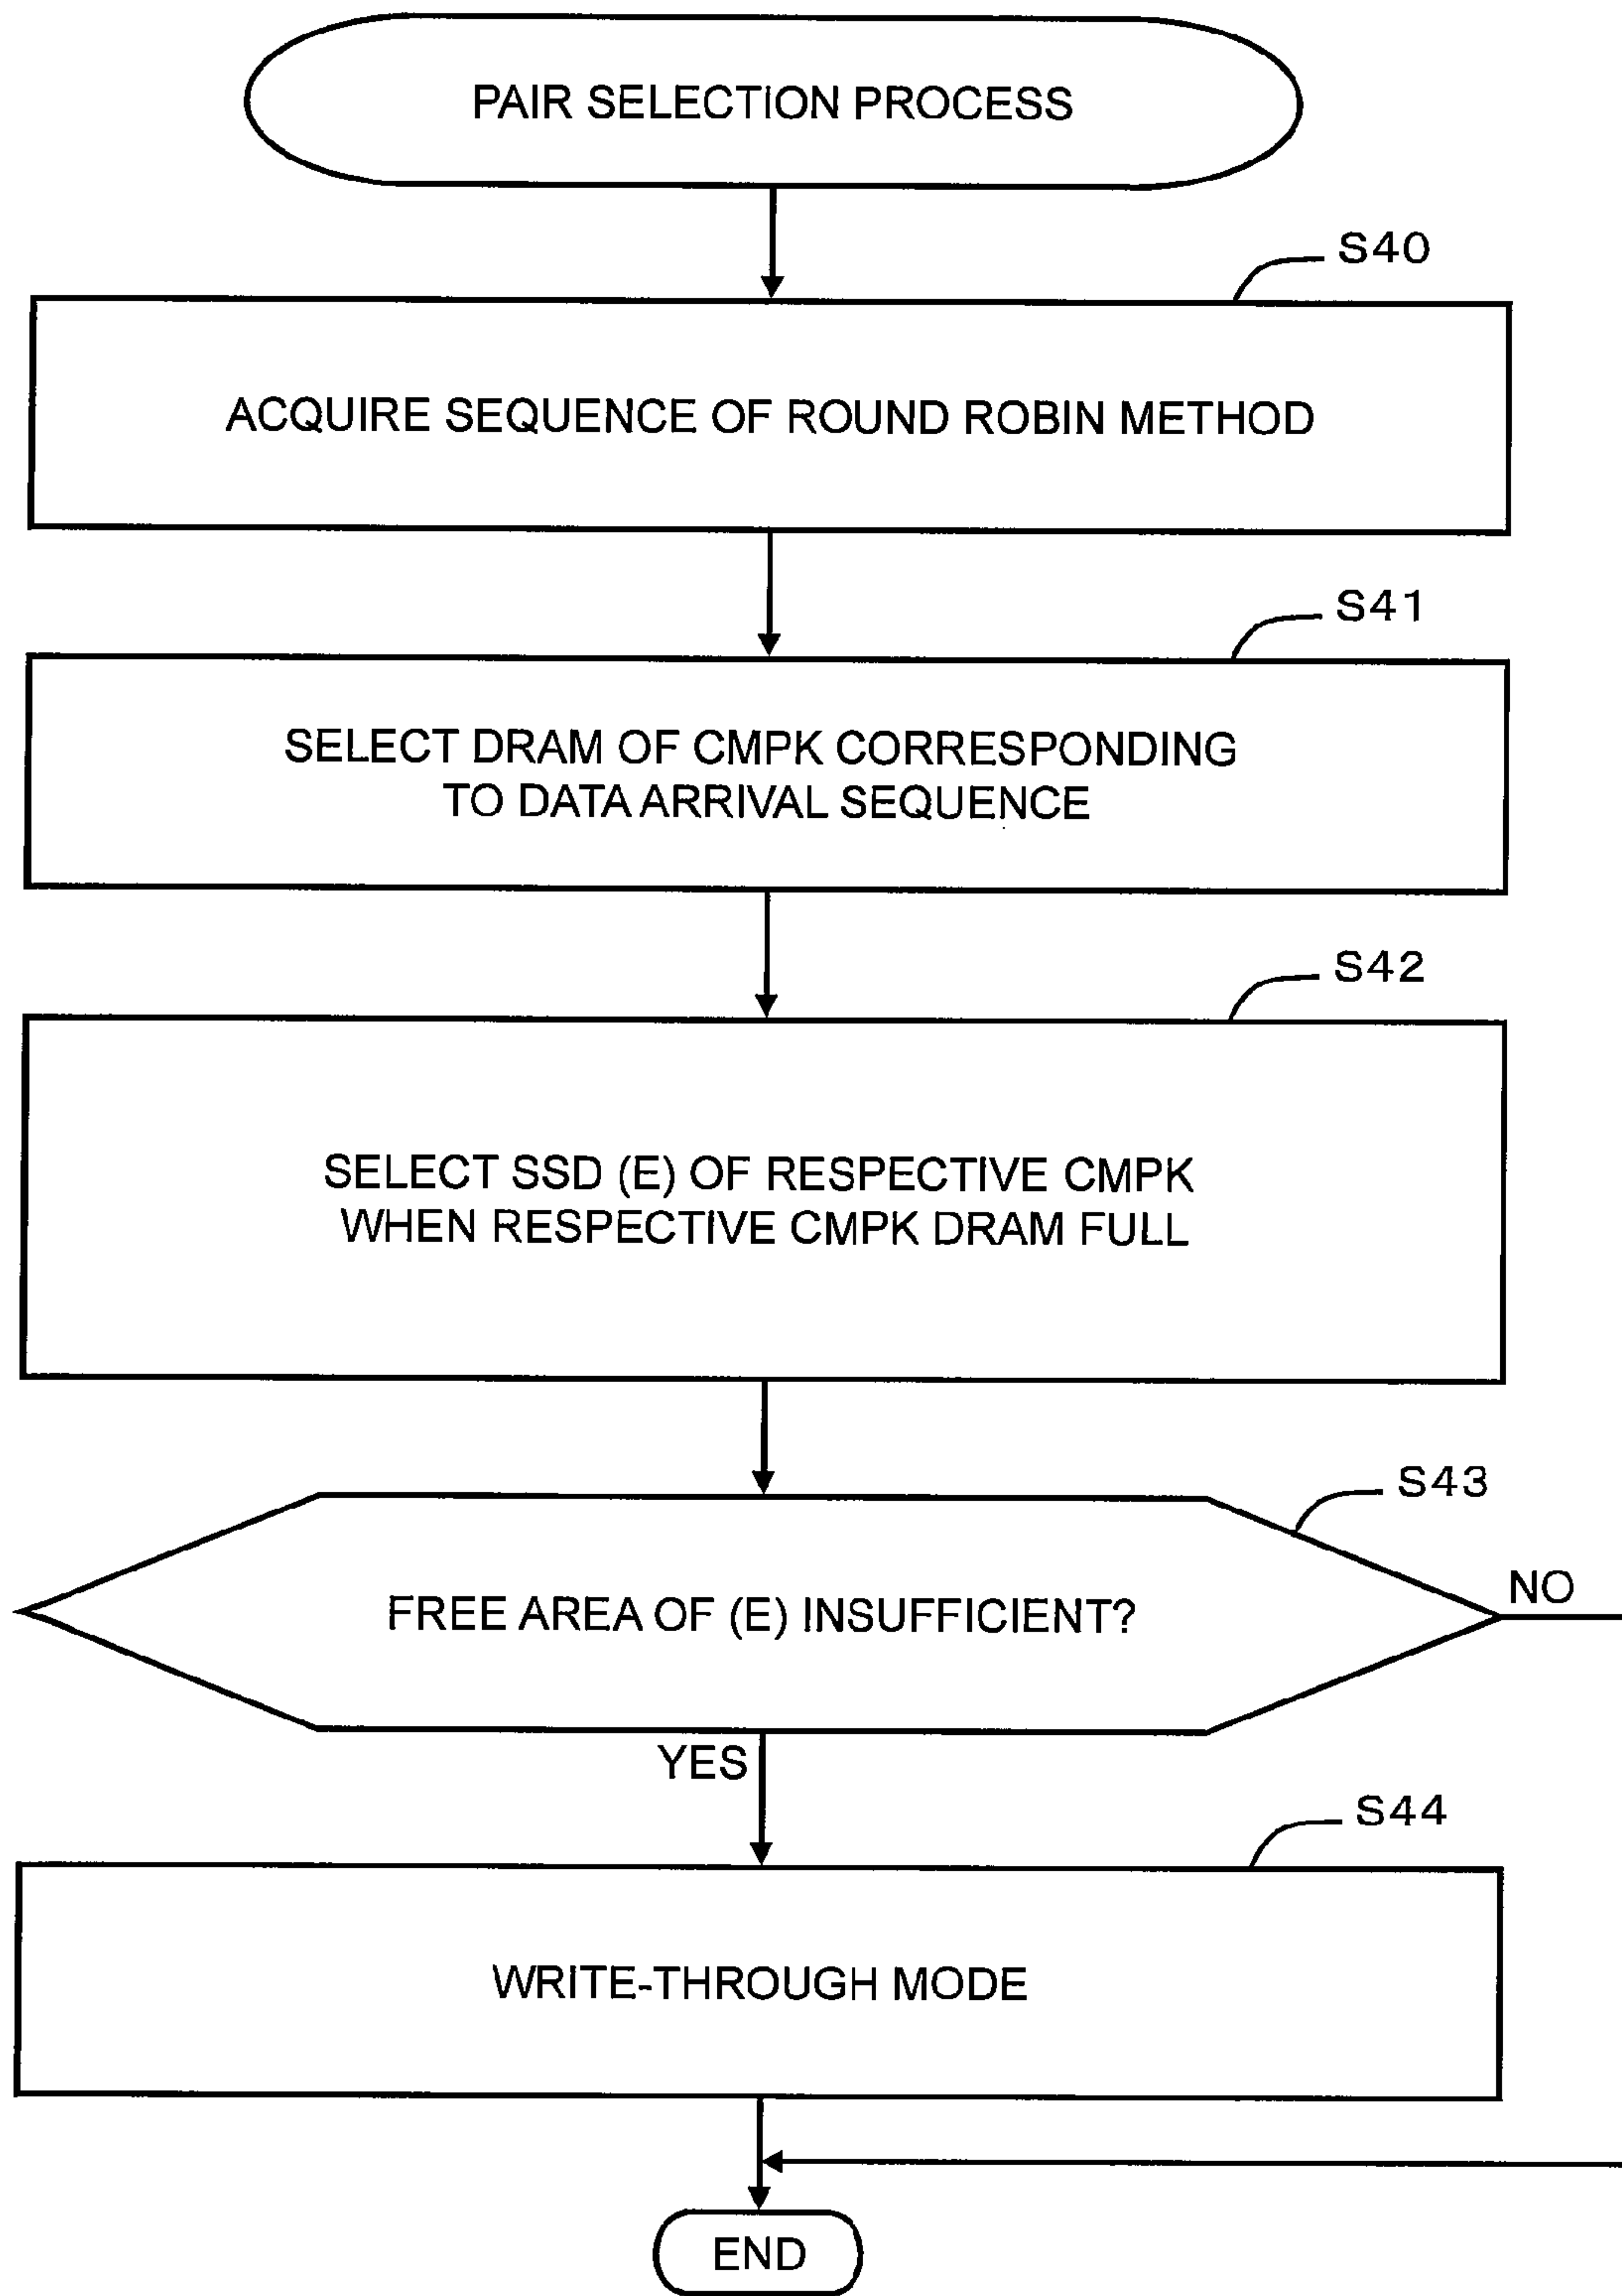 PAIR SELECTION PROCESS
S40
ACQUIRE SEQUENCE OF ROUND ROBIN METHOD
S41
SELECT DRAM OF CMPK CORRESPONDING
TO DATA ARRIVAL SEQUENCE
S42
SELECT SSD (E) OF RESPECTIVE CMPK
WHEN RESPECTIVE CMPK DRAM FULL
S43
FREE AREA OF (E) INSUFFICIENT?
NO
YES
S44
WRITE-THROUGH MODE
END